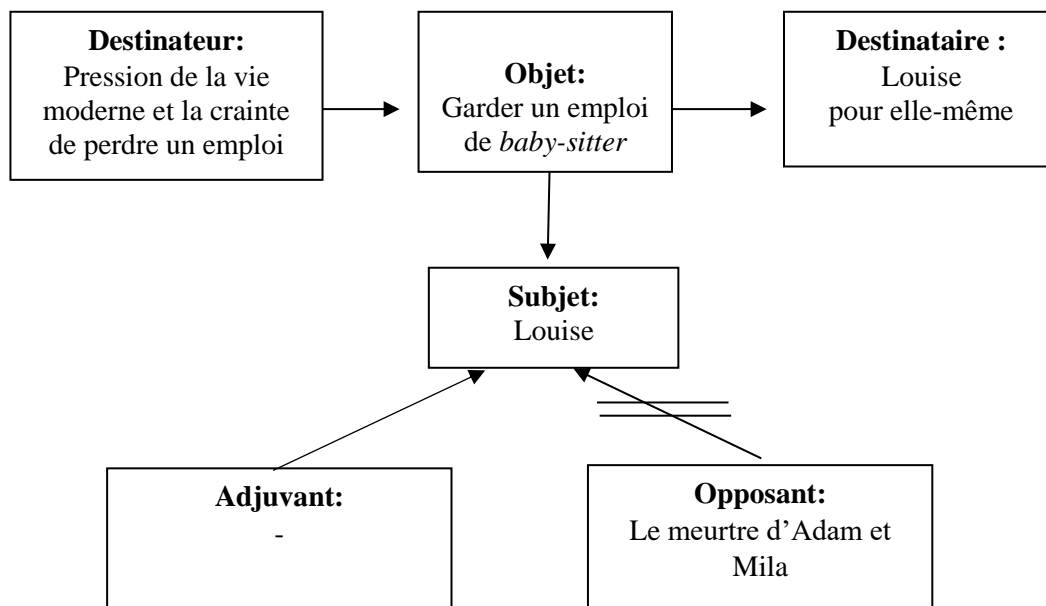 Destinateur:
Pression de la vie
moderne et la crainte
de perdre un emploi
Objet:
Garder un emploi
de baby-sitter
Destinataire :
Louise
pour elle-même
Subjet:
Louise
Adjuvant:
-
Opposant:
Le meurtre d'Adam et
Mila